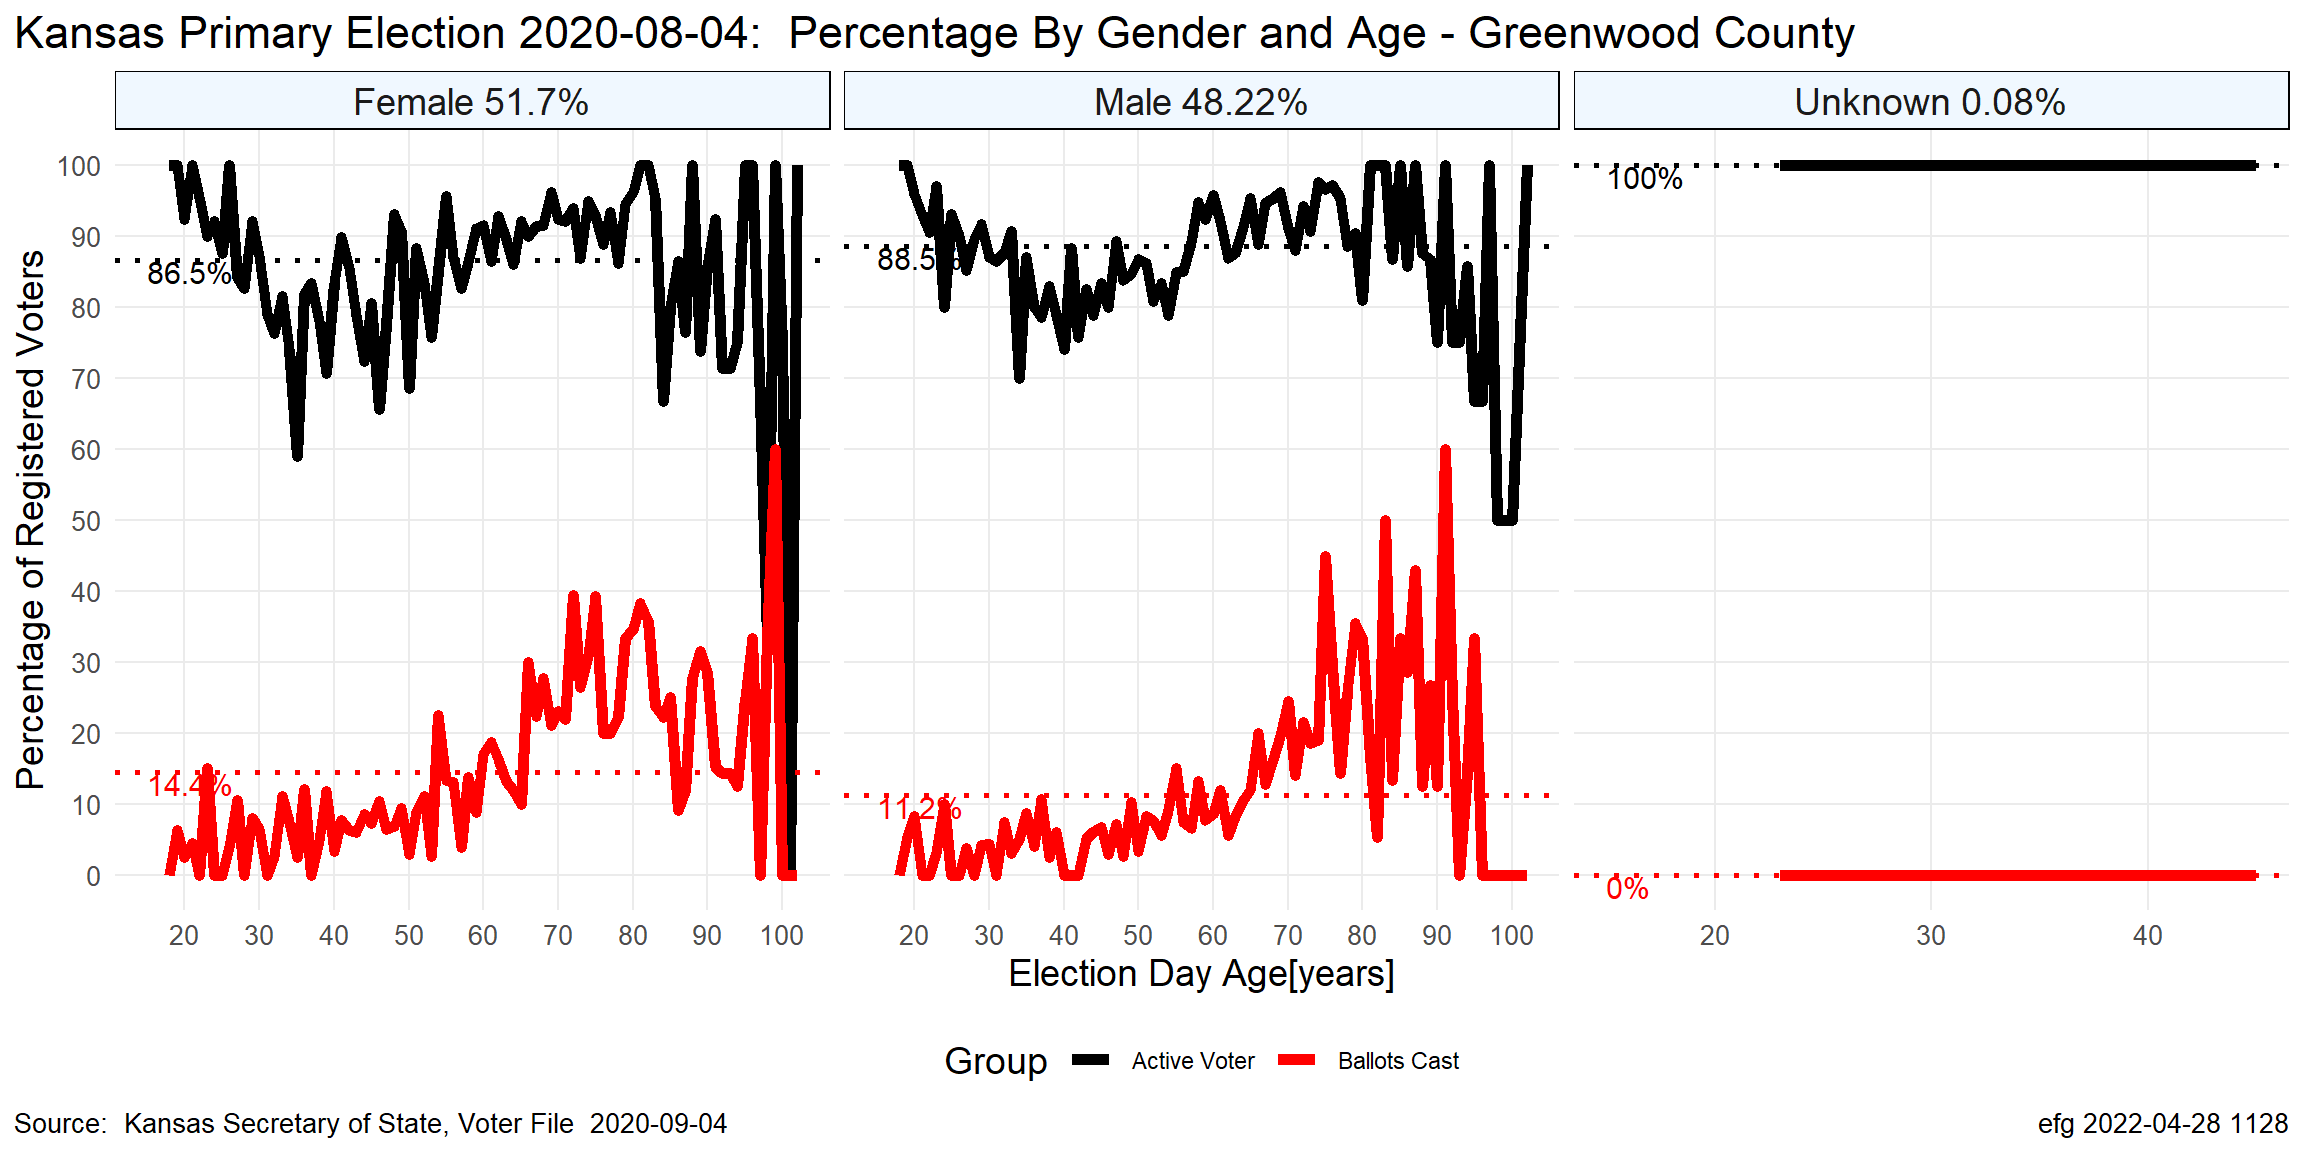 Kansas Primary Election 2020-08-04:  Percentage By Gender and Age - Greenwood County
Female 51.7%
Male 48.22%
Unknown 0.08%
Percentage of Registered Voters
100
90
80
70
60
50
40
30
20
10
0
86.5%
14.4%
88.5%
11.2%
100%
0%
20 30 40 50 60 70 80 90 100
20 30 40 50 60 70 80 90 100
20 30 40
Election Day Age[years]
Group Active Voter Ballots Cast
Source:  Kansas Secretary of State, Voter File  2020-09-04
efg 2022-04-28 1128